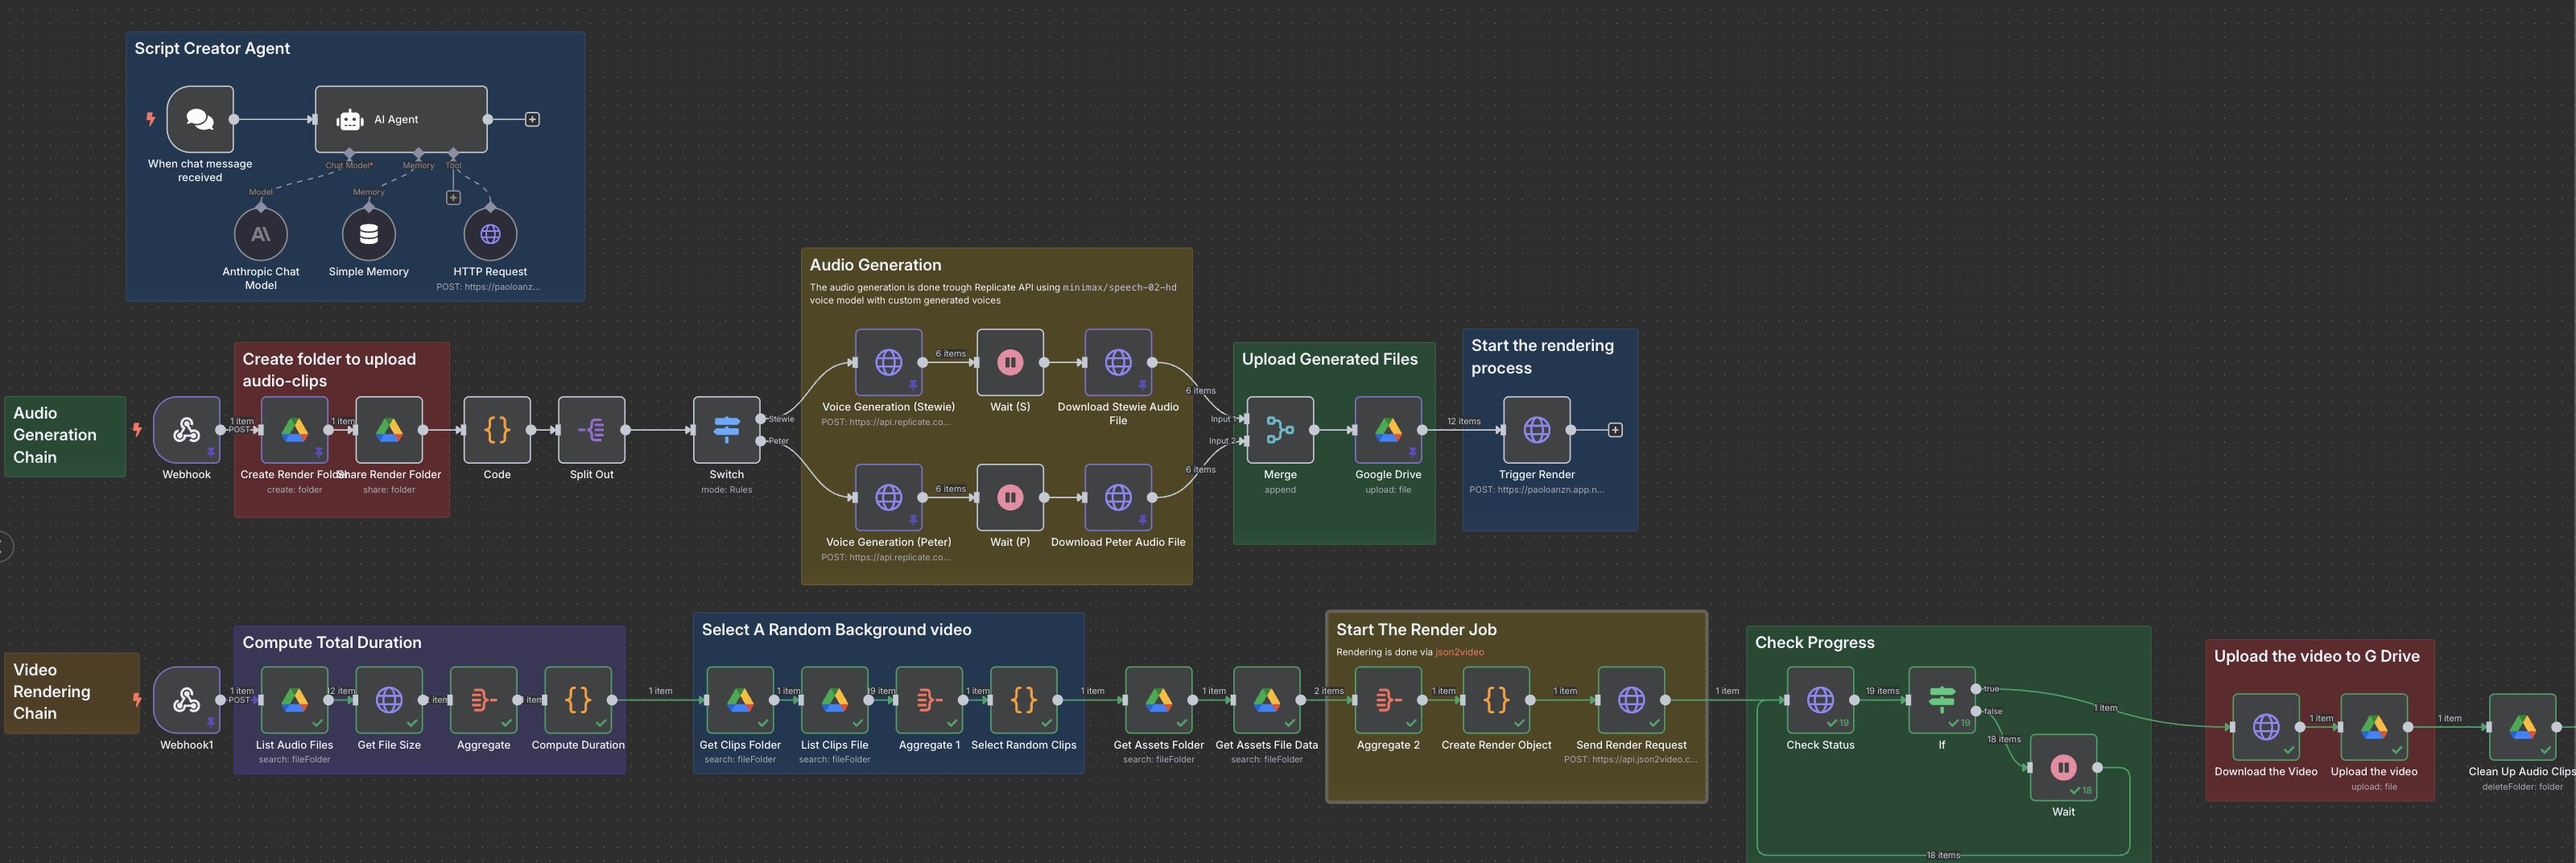 Script Creator Agent
AI Agent
When chat message
received
Chat Model*
Memory
Tool
Model
Memory
Anthropic Chat
Model
Simple Memory
HTTP Request
POST: https://paoloanz...
Audio Generation
The audio generation is done trough Replicate API using minimax/speech-02-hd
voice model with custom generated voices
6 items
Voice Generation (Stewie)
POST: https://api.replicate.co...
Wait (S)
Download Stewie Audio
File
6 items
Voice Generation (Peter)
POST: https://api.replicate.co...
Wait (P)
Download Peter Audio File
Audio
Generation
Chain
Webhook
1 item
POST
Create folder to upload
audio-clips
Create Render Folder
create: folder
1 item
Share Render Folder
share: folder
Code
Split Out
Switch
mode: Rules
Stewie
Peter
6 items
6 items
Upload Generated Files
Input 1
Input 2
Merge
append
Google Drive
upload: file
12 items
Start the rendering
process
Trigger Render
POST: https://paoloanzn.app.n...
Video
Rendering
Chain
Webhook1
1 item
POST
Compute Total Duration
List Audio Files
search: fileFolder
12 item
Get File Size
Aggregate
Compute Duration
1 item
Select A Random Background video
Get Clips Folder
search: fileFolder
1 item
List Clips File
search: fileFolder
Aggregate 1
1 item
Select Random Clips
1 item
Get Assets Folder
search: fileFolder
1 item
Get Assets File Data
search: fileFolder
2 items
Start The Render Job
Rendering is done via json2video
Aggregate 2
1 item
Create Render Object
1 item
Send Render Request
POST: https://api.json2video.c...
1 item
Check Progress
Check Status
19
19 items
If
19
true
false
18 items
Wait
18
18 items
1 item
Upload the video to G Drive
Download the Video
1 item
Upload the video
upload: file
1 item
Clean Up Audio Clips
deleteFolder: folder